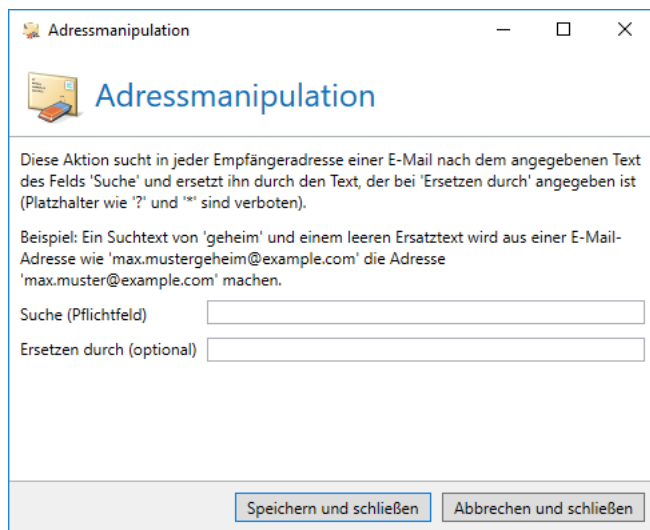 Adressmanipulation
Adressmanipulation
Diese Aktion sucht in jeder Empfängeradresse einer E-Mail nach dem angegebenen Text
des Felds 'Suche' und ersetzt ihn durch den Text, der bei 'Ersetzen durch' angegeben ist
(Platzhalter wie '?' und '*' sind verboten).
Beispiel: Ein Suchtext von 'geheim' und einem leeren Ersatztext wird aus einer E-Mail-
Adresse wie 'max.mustergeheim@example.com' die Adresse
'max.muster@example.com' machen.
Suche (Pflichtfeld)
Ersetzen durch (optional)
Speichern und schließen Abbrechen und schließen